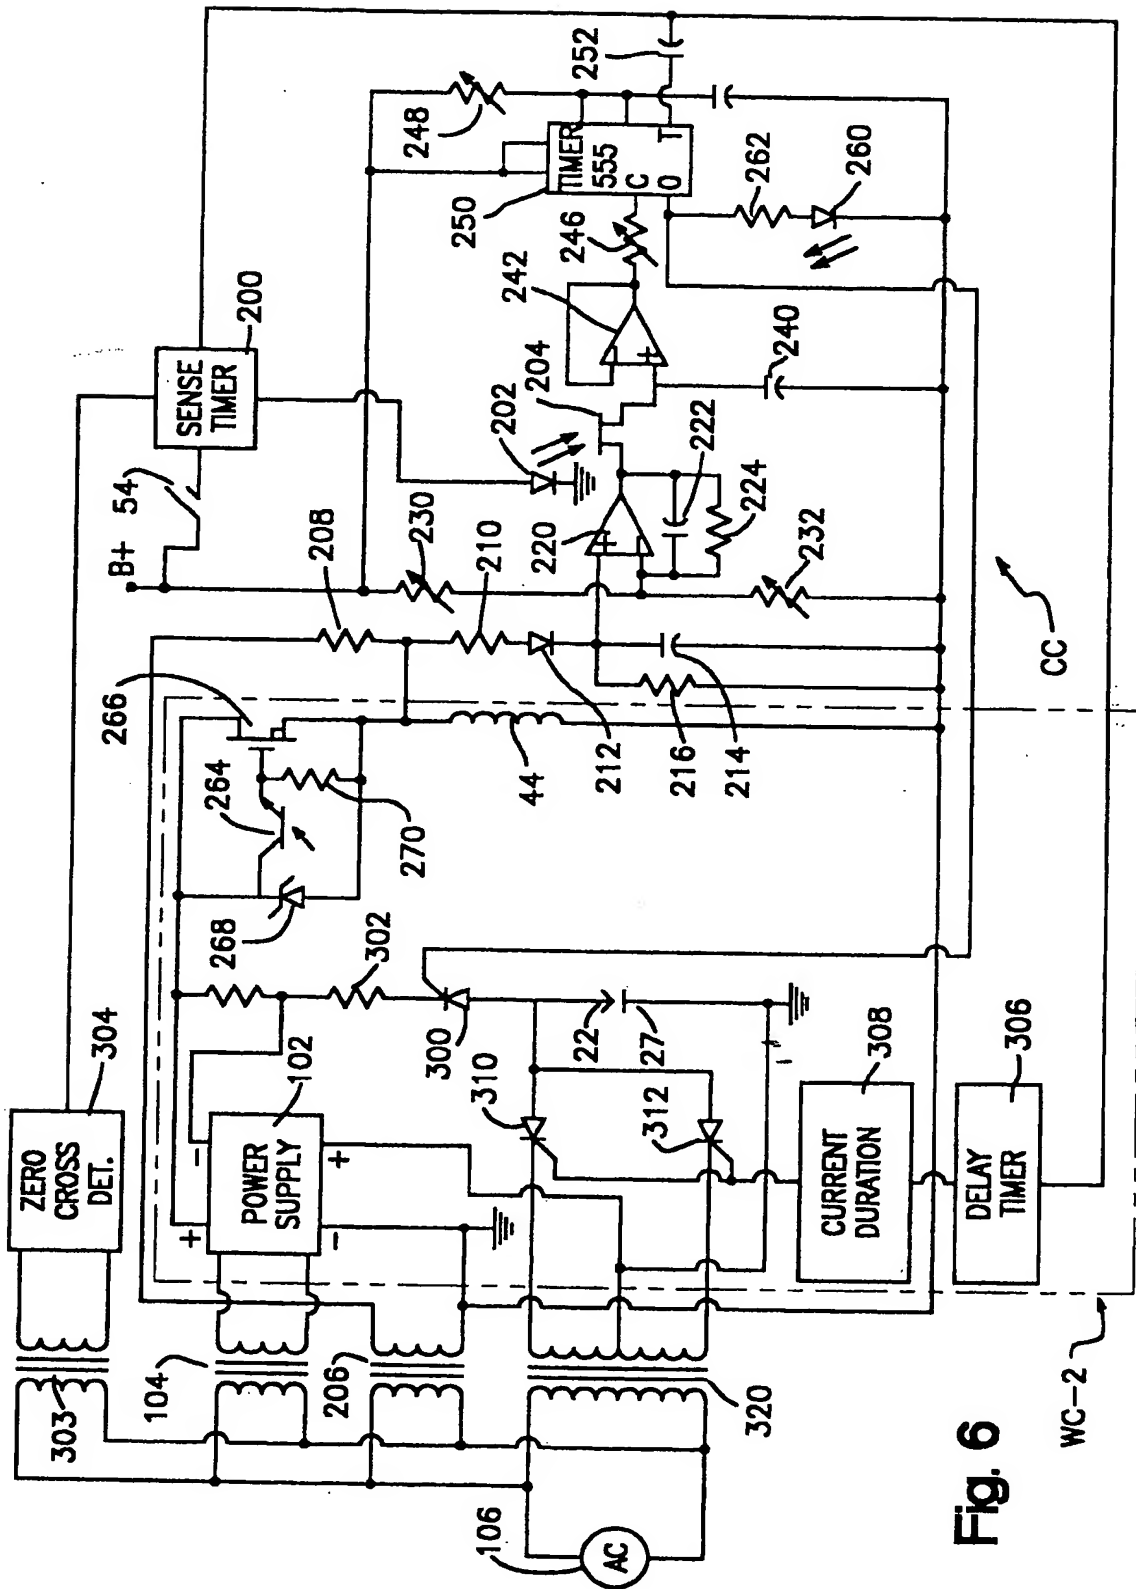 304
ZERO
CROSS
DET.
303
104
206
106
AC
320
+
−
102
POWER
SUPPLY
−
+
268
264
266
270
302
300
310
312
22
27
CURRENT
DURATION
308
DELAY
TIMER
306
B+
54
SENSE
TIMER
200
208
230
210
44
212
216
214
202
204
220
+
222
224
232
242
+
240
246
248
250
TIMER
555
C
O
T
252
262
260
CC
WC-2
Fig. 6